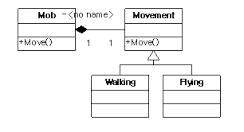 Mob
-<no name>
Movement
+Move()
1
1
+Move()
Walking
Flying